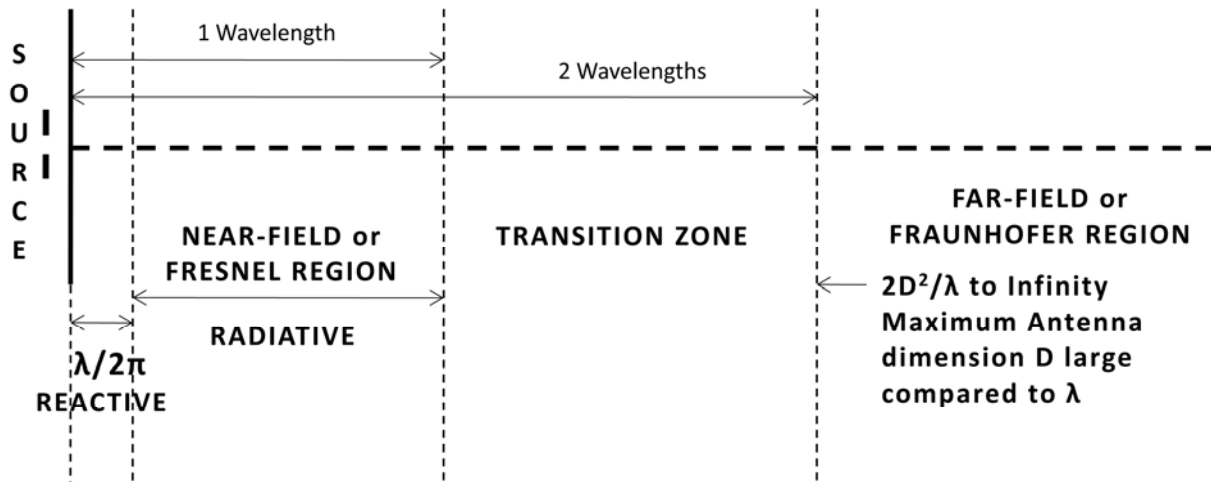 SOURCE
1 Wavelength
2 Wavelengths
NEAR-FIELD or
FRESNEL REGION
RADIATIVE
λ/2π
REACTIVE
TRANSITION ZONE
FAR-FIELD or
FRAUNHOFER REGION
2D²/λ to Infinity
Maximum Antenna
dimension D large
compared to λ